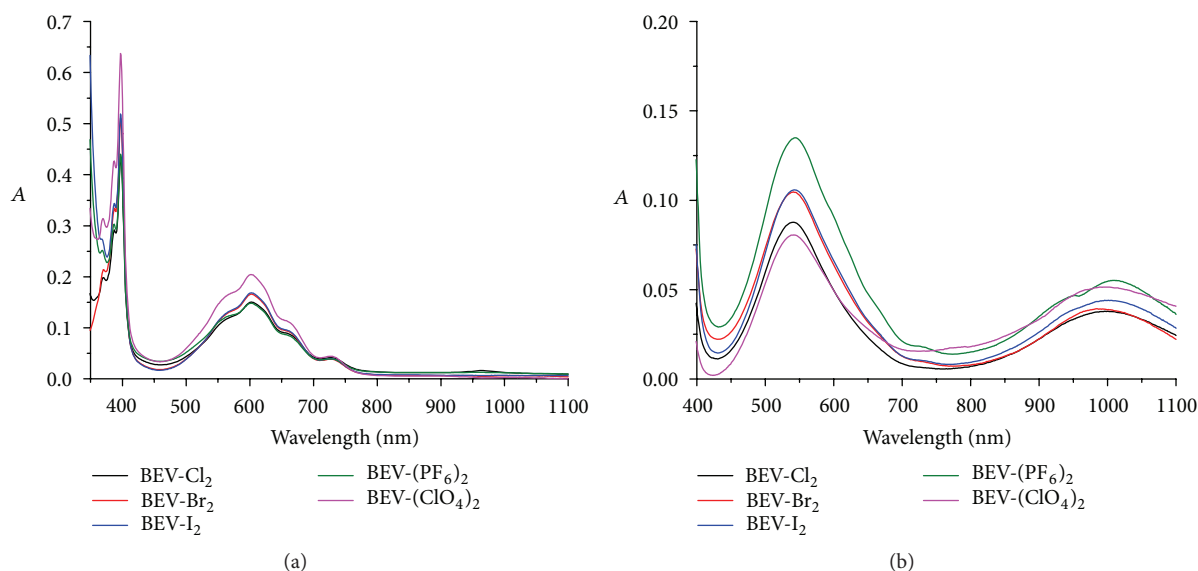 0.7
0.6
0.5
0.4
A
0.3
0.2
0.1
0.0
400 500 600 700 800 900 1000 1100
Wavelength (nm)
BEV-Cl₂
BEV-Br₂
BEV-I₂
BEV-(PF₆)₂
BEV-(ClO₄)₂
(a)
0.20
0.15
A
0.10
0.05
0.00
400 500 600 700 800 900 1000 1100
Wavelength (nm)
BEV-Cl₂
BEV-Br₂
BEV-I₂
BEV-(PF₆)₂
BEV-(ClO₄)₂
(b)